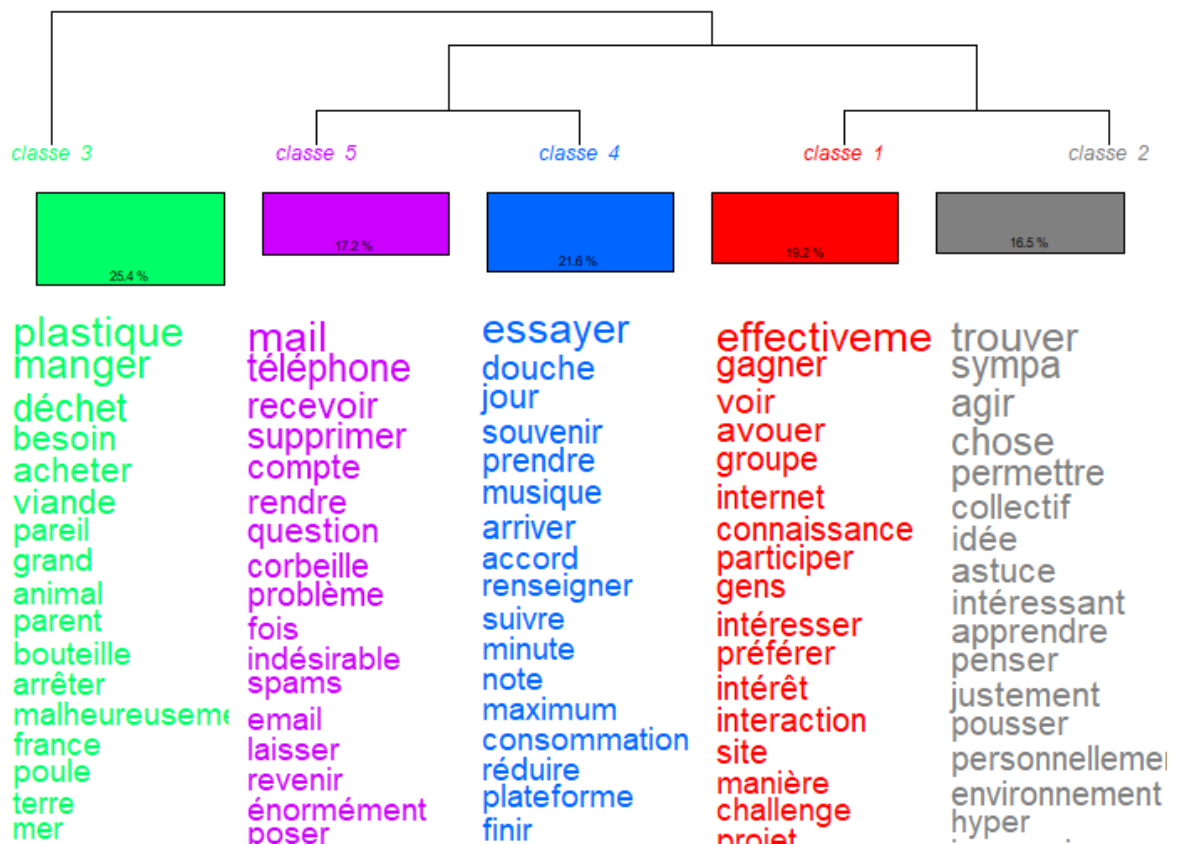 classe 3
classe 5
classe 4
classe 1
classe 2
25.4 %
17.2 %
21.6 %
19.2 %
16.5 %
plastique
manger
déchet
besoin
acheter
viande
pareil
grand
animal
parent
bouteille
arrêter
malheureuseme
france
poule
terre
mer
mail
téléphone
recevoir
supprimer
compte
rendre
question
corbeille
problème
fois
indésirable
spams
email
laisser
revenir
énormément
poser
essayer
douche
jour
souvenir
prendre
musique
arriver
accord
renseigner
suivre
minute
note
maximum
consommation
réduire
plateforme
finir
effectiveme
gagner
voir
avouer
groupe
internet
connaissance
participer
gens
intéresser
préférer
intérêt
interaction
site
manière
challenge
projet
trouver
sympa
agir
chose
permettre
collectif
idée
astuce
intéressant
apprendre
penser
justement
pousser
personnelleme
environnement
hyper